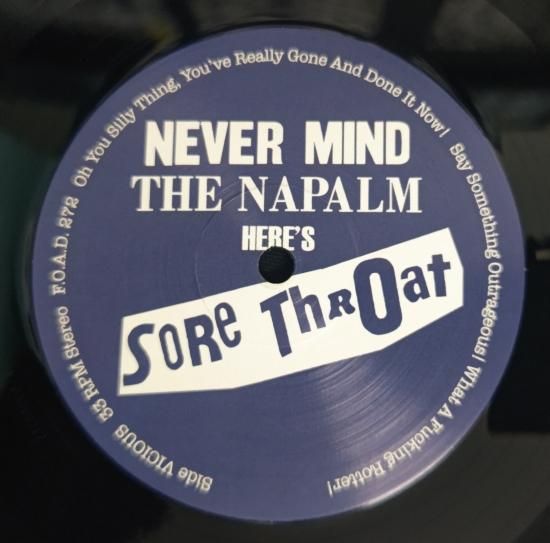 Side VICIOUS 33 RPM Stereo F.O.A.D. 272 Oh You Silly Thing, You've Really Gone And Done It Now! Say Something Outrageous! What A Fucking Rotter!
NEVER MIND
THE NAPALM
HERE'S
SORe ThROat